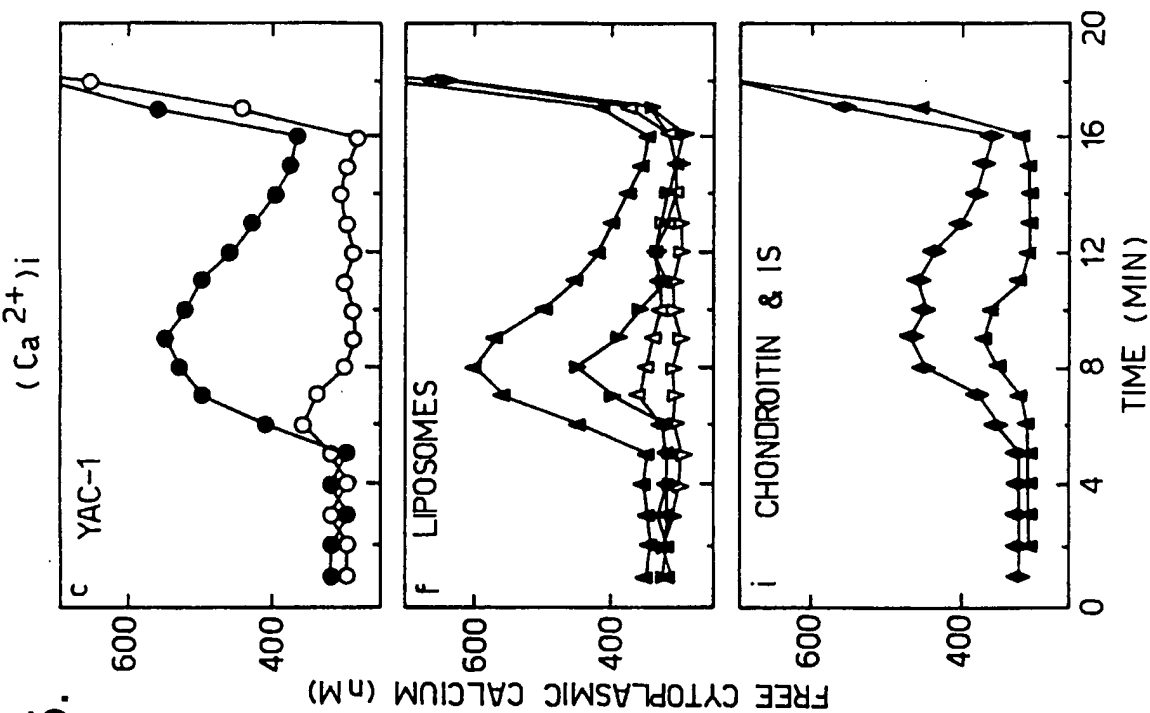 (Ca 2+)i
c YAC-1
600
400
f LIPOSOMES
600
400
i CHONDROITIN & IS
600
400
0 4 8 12 16 20
TIME (MIN)
FREE CYTOPLASMIC CALCIUM (nM)